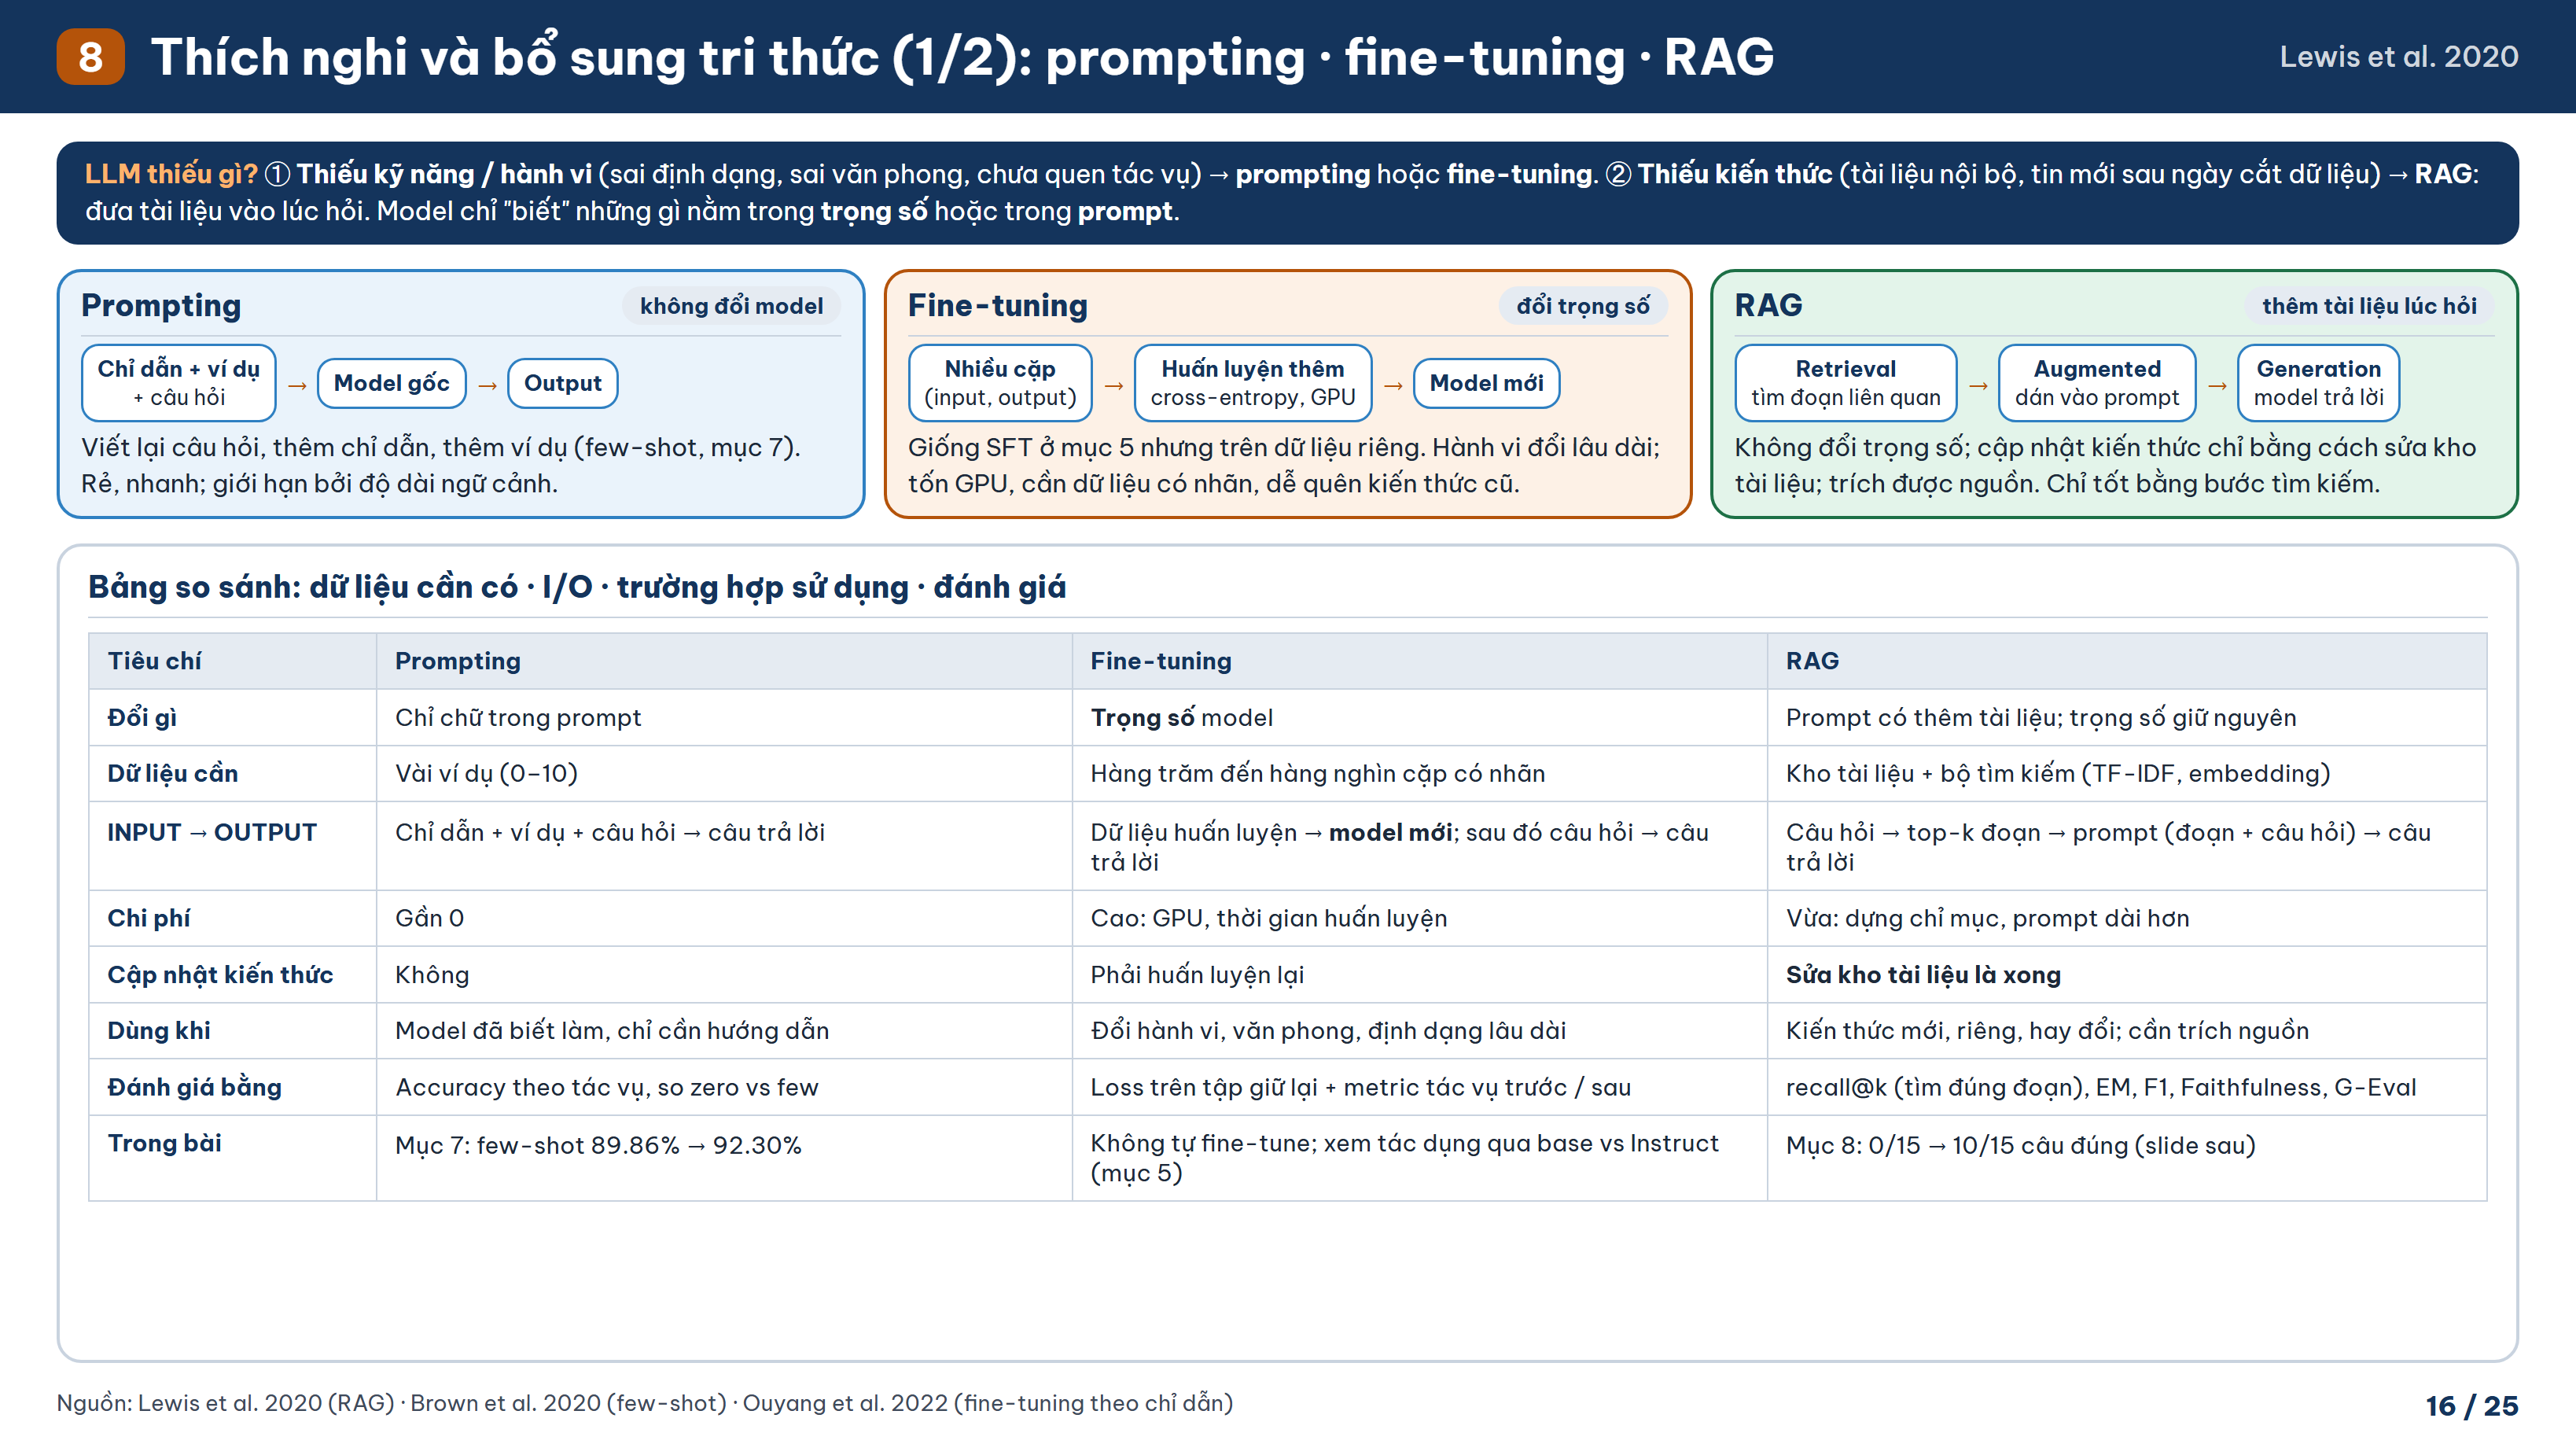 8 Thích nghi và bổ sung tri thức (1/2): prompting · fine-tuning · RAG
Lewis et al. 2020
LLM thiếu gì? ① Thiếu kỹ năng / hành vi (sai định dạng, sai văn phong, chưa quen tác vụ) → prompting hoặc fine-tuning. ② Thiếu kiến thức (tài liệu nội bộ, tin mới sau ngày cắt dữ liệu) → RAG:
đưa tài liệu vào lúc hỏi. Model chỉ "biết" những gì nằm trong trọng số hoặc trong prompt.
Prompting
không đổi model
Chỉ dẫn + ví dụ
+ câu hỏi
→ Model gốc → Output
Viết lại câu hỏi, thêm chỉ dẫn, thêm ví dụ (few-shot, mục 7).
Rẻ, nhanh; giới hạn bởi độ dài ngữ cảnh.
Fine-tuning
đổi trọng số
Nhiều cặp
(input, output)
→
Huấn luyện thêm
cross-entropy, GPU
→ Model mới
Giống SFT ở mục 5 nhưng trên dữ liệu riêng. Hành vi đổi lâu dài;
tốn GPU, cần dữ liệu có nhãn, dễ quên kiến thức cũ.
RAG
thêm tài liệu lúc hỏi
Retrieval
tìm đoạn liên quan
→
Augmented
dán vào prompt
→
Generation
model trả lời
Không đổi trọng số; cập nhật kiến thức chỉ bằng cách sửa kho
tài liệu; trích được nguồn. Chỉ tốt bằng bước tìm kiếm.
Bảng so sánh: dữ liệu cần có · I/O · trường hợp sử dụng · đánh giá
Tiêu chí
Prompting
Fine-tuning
RAG
Đổi gì
Chỉ chữ trong prompt
Trọng số model
Prompt có thêm tài liệu; trọng số giữ nguyên
Dữ liệu cần
Vài ví dụ (0–10)
Hàng trăm đến hàng nghìn cặp có nhãn
Kho tài liệu + bộ tìm kiếm (TF-IDF, embedding)
INPUT → OUTPUT
Chỉ dẫn + ví dụ + câu hỏi → câu trả lời
Dữ liệu huấn luyện → model mới; sau đó câu hỏi → câu
trả lời
Câu hỏi → top-k đoạn → prompt (đoạn + câu hỏi) → câu
trả lời
Chi phí
Gần 0
Cao: GPU, thời gian huấn luyện
Vừa: dựng chỉ mục, prompt dài hơn
Cập nhật kiến thức
Không
Phải huấn luyện lại
Sửa kho tài liệu là xong
Dùng khi
Model đã biết làm, chỉ cần hướng dẫn
Đổi hành vi, văn phong, định dạng lâu dài
Kiến thức mới, riêng, hay đổi; cần trích nguồn
Đánh giá bằng
Accuracy theo tác vụ, so zero vs few
Loss trên tập giữ lại + metric tác vụ trước / sau
recall@k (tìm đúng đoạn), EM, F1, Faithfulness, G-Eval
Trong bài
Mục 7: few-shot 89.86% → 92.30%
Không tự fine-tune; xem tác dụng qua base vs Instruct
(mục 5)
Mục 8: 0/15 → 10/15 câu đúng (slide sau)
Nguồn: Lewis et al. 2020 (RAG) · Brown et al. 2020 (few-shot) · Ouyang et al. 2022 (fine-tuning theo chỉ dẫn)
16 / 25